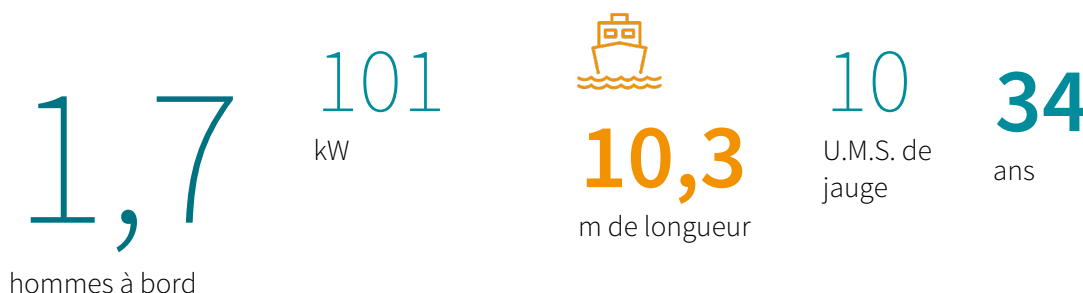 1,7
hommes à bord
101
kW
10,3
m de longueur
10
U.M.S. de
jauge
34
ans